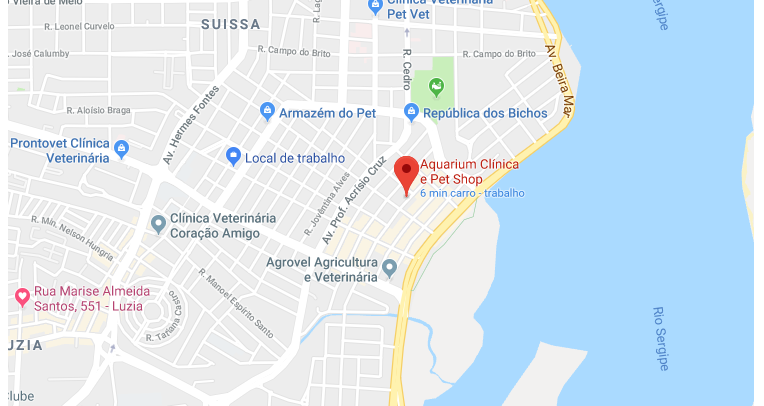 Vieira de Melo
Clínica Veterinária
Pet Vet
R. Leonel Curvelo
SUISSA
R. Lag
Rio Sergipe
José Calumby
R. Campo do Brito
R. Campo do Brito
R. Cedro
Av. Beira Mar
R. Aloísio Braga
Av. Hermes Fontes
Armazém do Pet
República dos Bichos
Prontovet Clínica
Veterinária
Local de trabalho
Aquarium Clínica
e Pet Shop
6 min carro - trabalho
R. Joventina Alves
Av. Prof. Acrísio Cruz
Clínica Veterinária
Coração Amigo
R. Min. Nelson Hungria
Agrovel Agricultura
e Veterinária
R. Manoel Espírito Santo
Rua Marise Almeida
Santos, 551 - Luzia
R. Tariana Ca
Rio Sergipe
UZIA
Clube